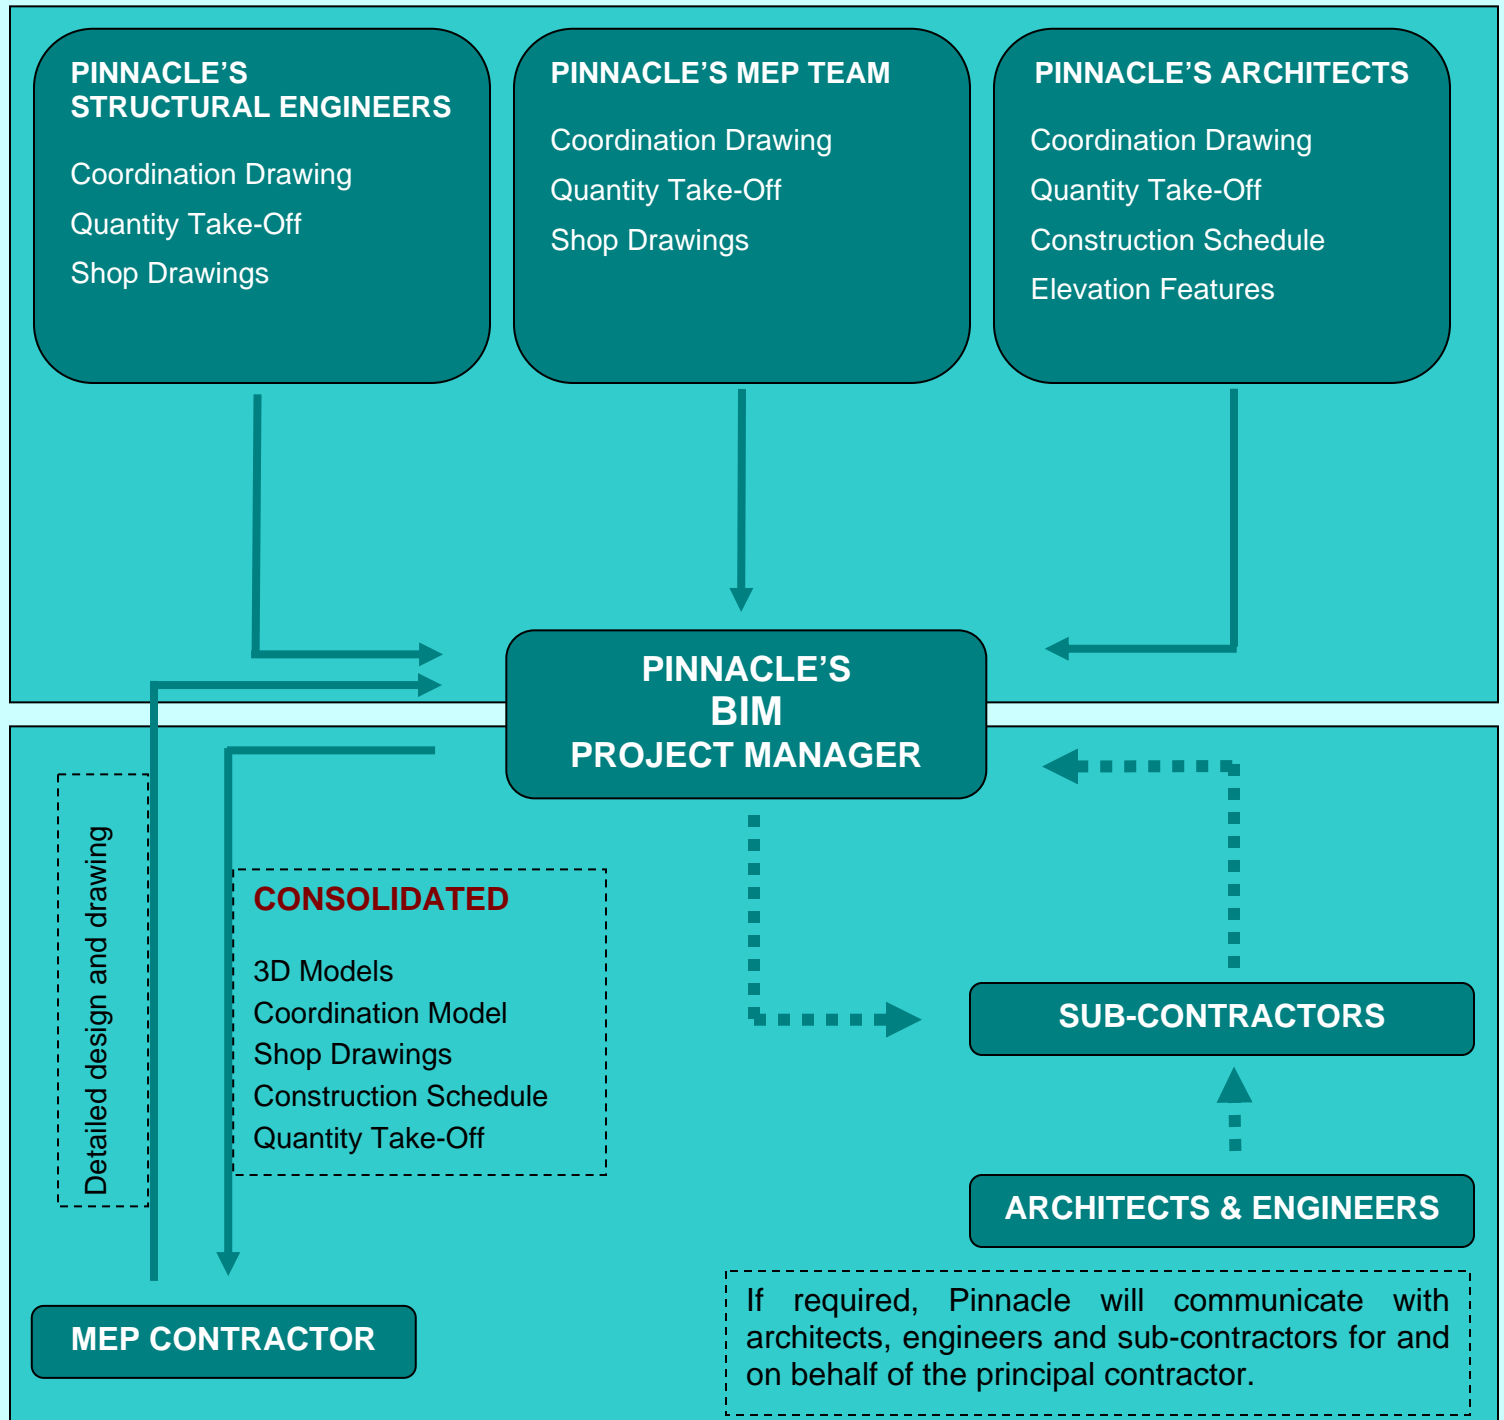 PINNACLE’S
STRUCTURAL ENGINEERS
Coordination Drawing
Quantity Take-Off
Shop Drawings
PINNACLE’S MEP TEAM
Coordination Drawing
Quantity Take-Off
Shop Drawings
PINNACLE’S ARCHITECTS
Coordination Drawing
Quantity Take-Off
Construction Schedule
Elevation Features
PINNACLE’S
BIM
PROJECT MANAGER
Detailed design and drawing
CONSOLIDATED
3D Models
Coordination Model
Shop Drawings
Construction Schedule
Quantity Take-Off
SUB-CONTRACTORS
ARCHITECTS & ENGINEERS
MEP CONTRACTOR
If required, Pinnacle will communicate with
architects, engineers and sub-contractors for and
on behalf of the principal contractor.